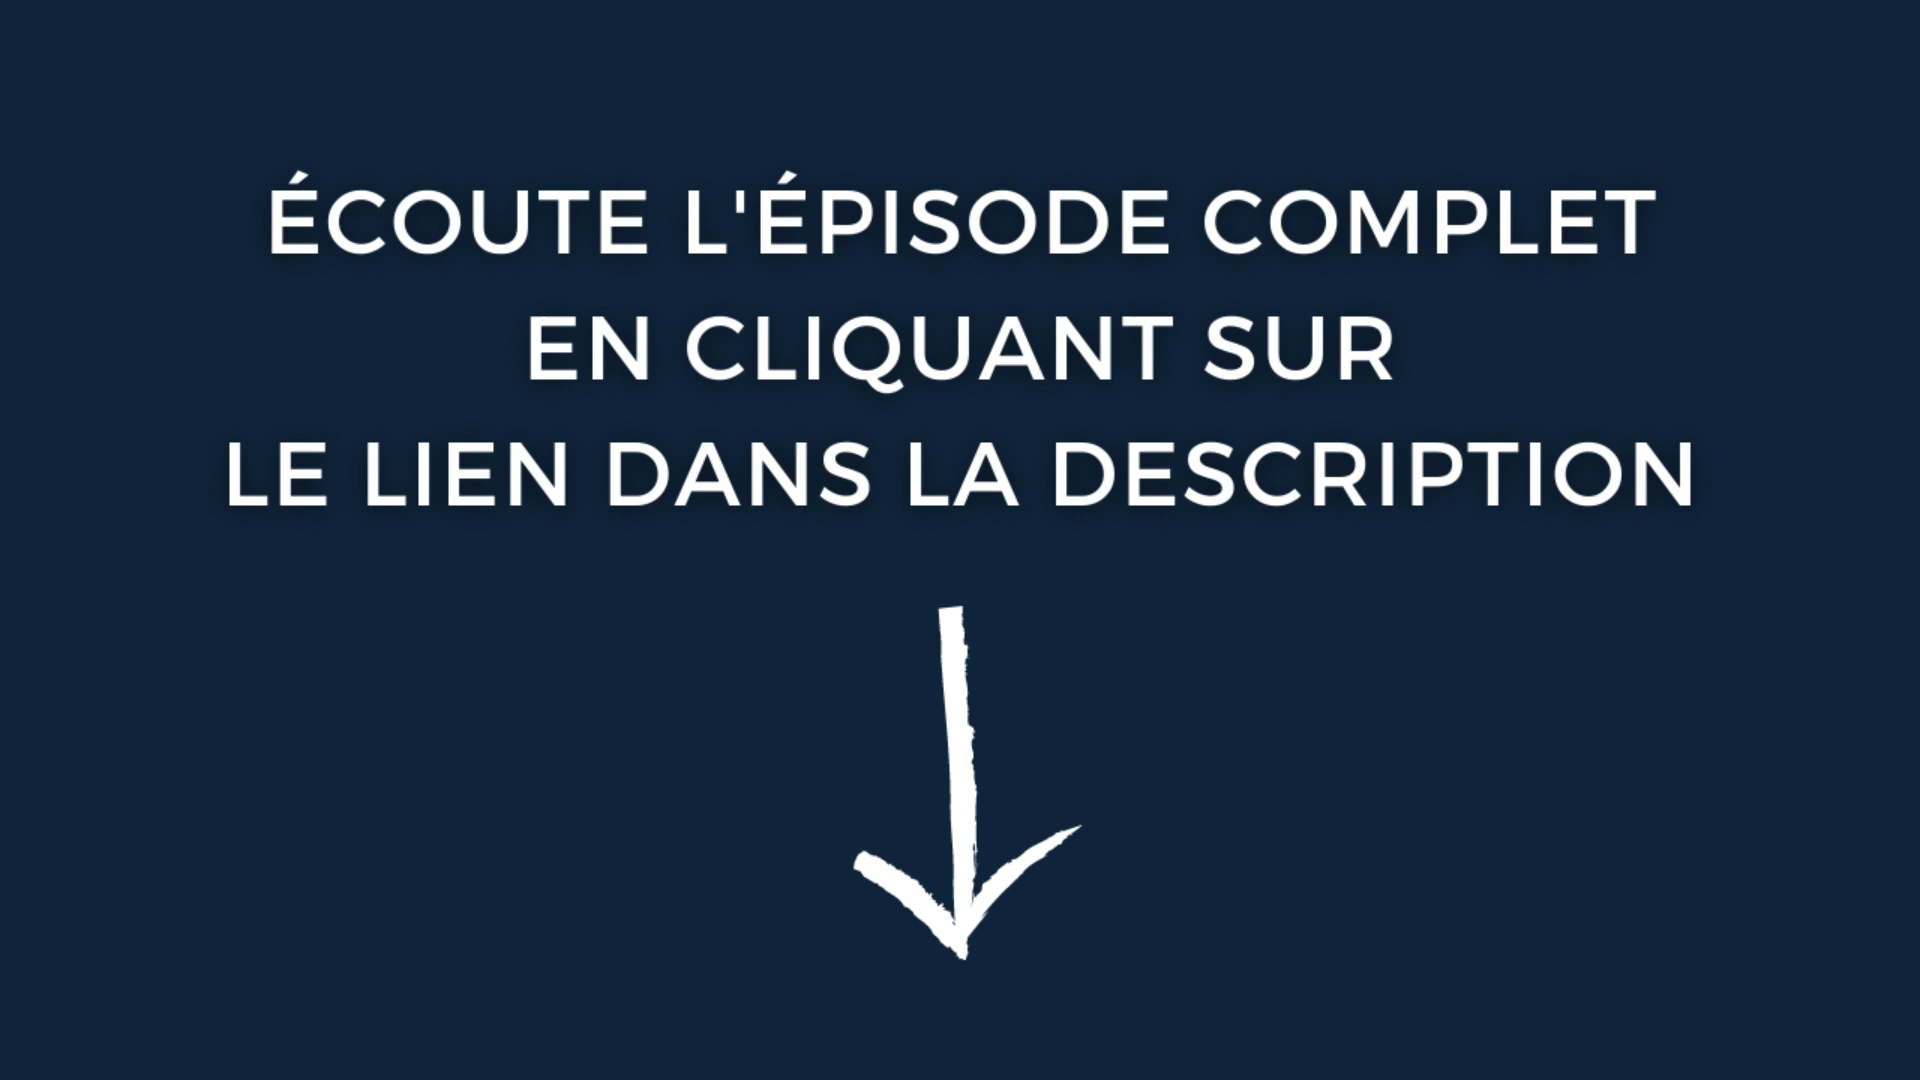 ÉCOUTE L'ÉPISODE COMPLET
EN CLIQUANT SUR
LE LIEN DANS LA DESCRIPTION